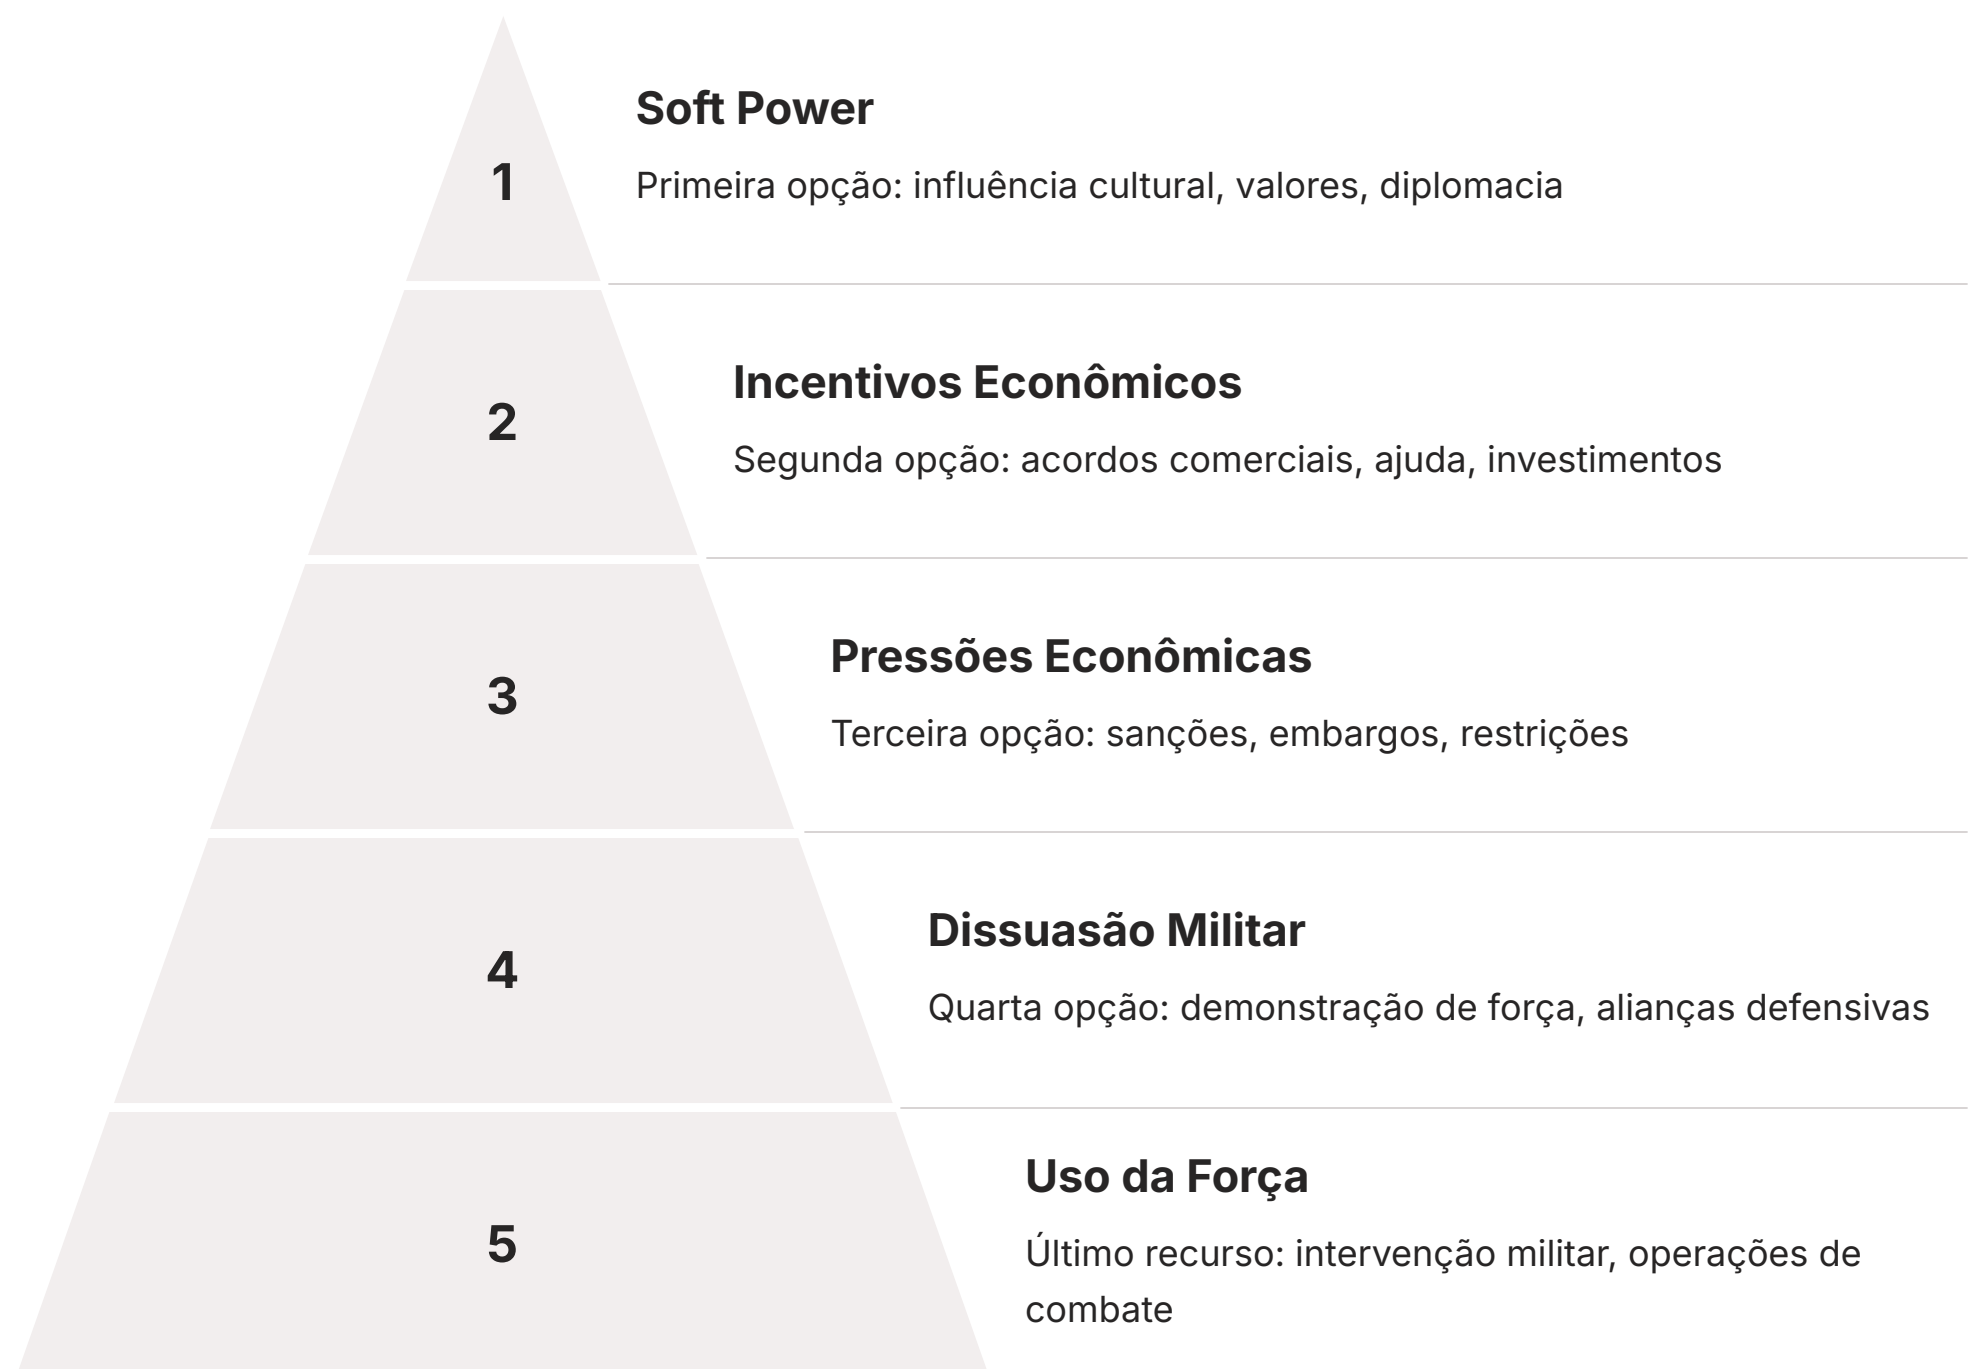 1
Soft Power
Primeira opção: influência cultural, valores, diplomacia
2
Incentivos Econômicos
Segunda opção: acordos comerciais, ajuda, investimentos
3
Pressões Econômicas
Terceira opção: sanções, embargos, restrições
4
Dissuasão Militar
Quarta opção: demonstração de força, alianças defensivas
5
Uso da Força
Último recurso: intervenção militar, operações de
combate